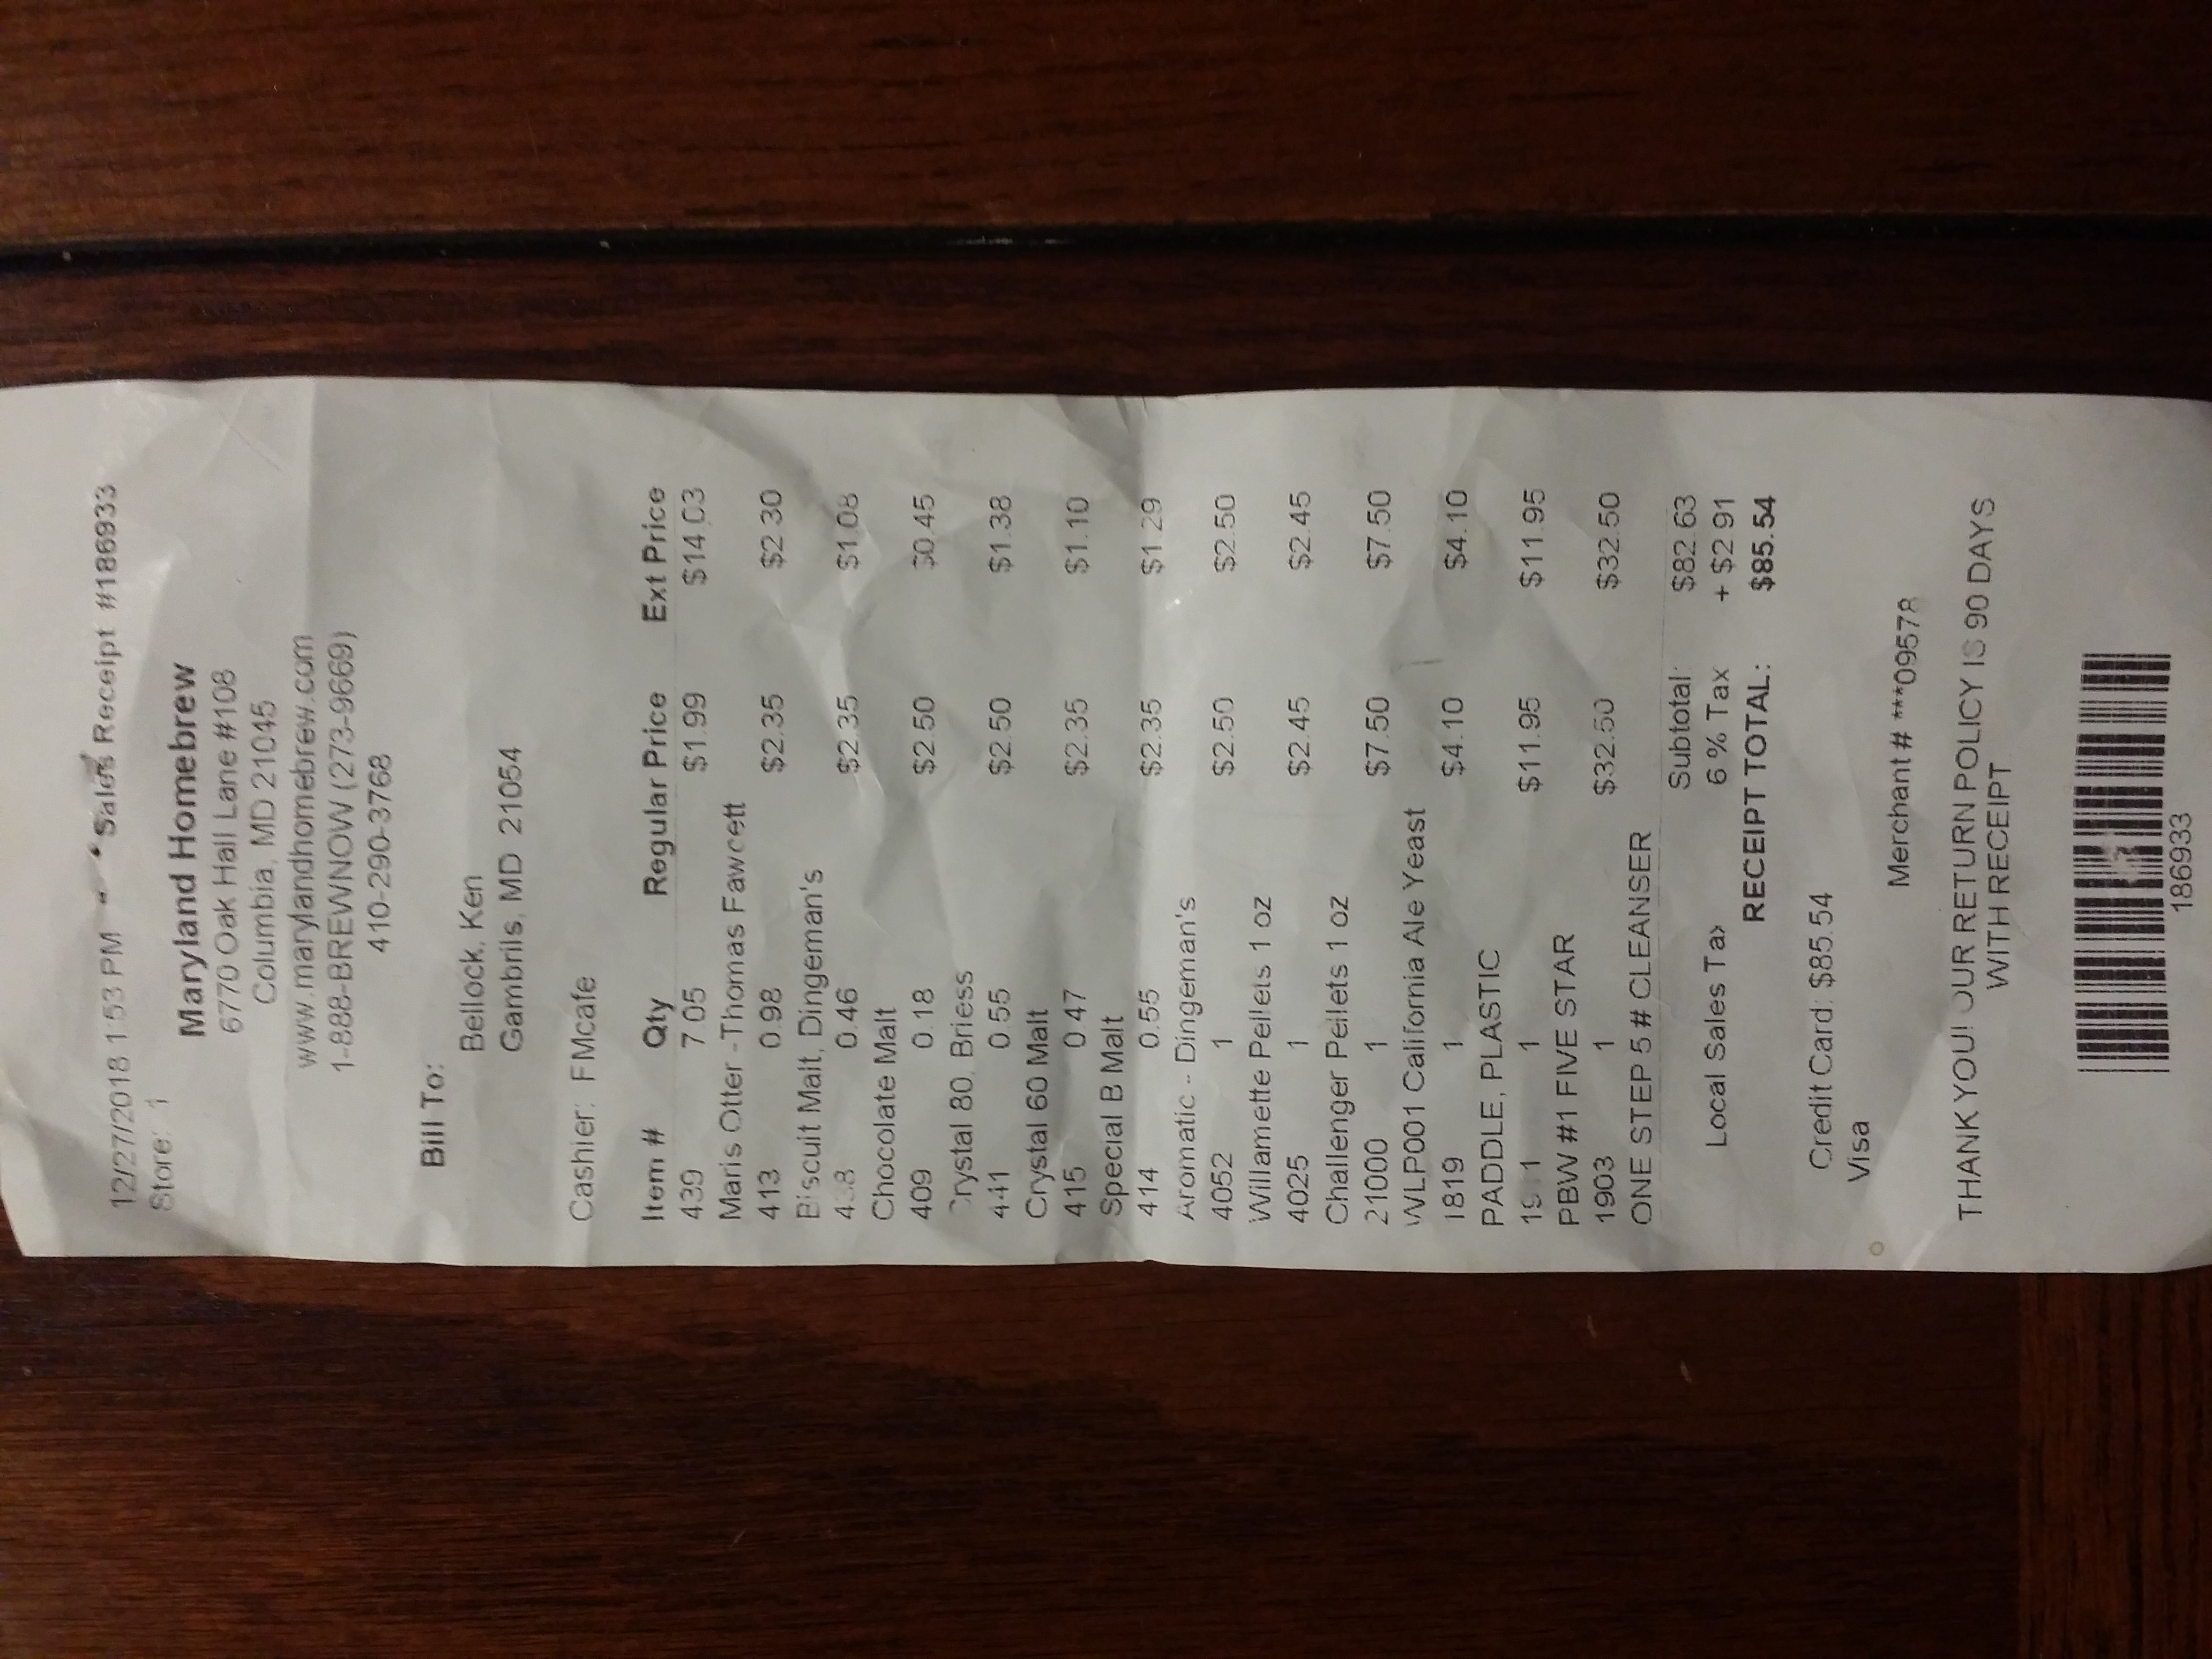 12/27/2018 1:53 PM Sales Receipt #186933
Store: 1
Maryland Homebrew
6770 Oak Hall Lane #108
Columbia, MD 21045
www.marylandhomebrew.com
1-888-BREWNOW (273-9669)
410-290-3768
Bill To:
Bellock, Ken
Gambrils, MD 21054
Cashier: FMcafe
Item # Qty Regular Price Ext Price
439 7.05 $1.99 $14.03
Maris Otter -Thomas Fawcett
413 0.98 $2.35 $2.30
Biscuit Malt, Dingeman's
0.46 $2.35 $1.08
Chocolate Malt
409 0.18 $2.50 $0.45
Crystal 80, Briess
441 0.55 $2.50 $1.38
Crystal 60 Malt
415 0.47 $2.35 $1.10
Special B Malt
414 0.55 $2.35 $1.29
Aromatic - Dingeman's
4052 1 $2.50 $2.50
Willamette Pellets 1 oz
4025 1 $2.45 $2.45
Challenger Pellets 1 oz
21000 1 $7.50 $7.50
WLP001 California Ale Yeast
1819 1 $4.10 $4.10
PADDLE, PLASTIC
1 $11.95 $11.95
PBW #1 FIVE STAR
1903 1 $32.50 $32.50
ONE STEP 5 # CLEANSER
Subtotal: $82.63
Local Sales Tax 6 % Tax + $2.91
RECEIPT TOTAL: $85.54
Credit Card: $85.54
Visa
Merchant # ***09578
THANK YOU! OUR RETURN POLICY IS 90 DAYS
WITH RECEIPT
186933